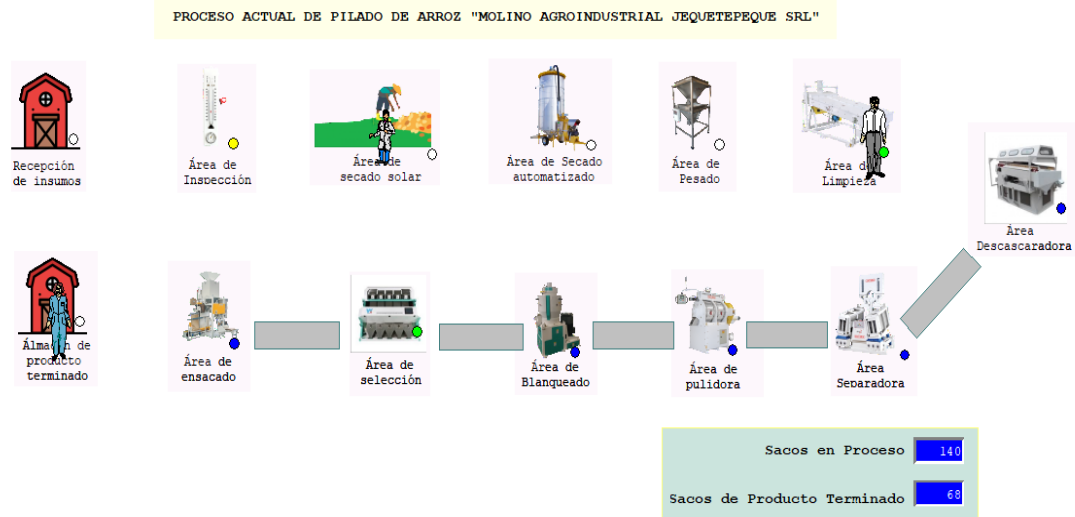 PROCESO ACTUAL DE PILADO DE ARROZ "MOLINO AGROINDUSTRIAL JEQUETEPEQUE SRL"
Recepción
de insumos
Área de
Inspección
Área de
secado solar
Área de Secado
automatizado
Área de
Pesado
Área de
Limpieza
Área
Descascaradora
Álmacén de
producto
terminado
Área de
ensacado
Área de
selección
Área de
Blanqueado
Área de
pulidora
Área
Separadora
Sacos en Proceso 140
Sacos de Producto Terminado 68